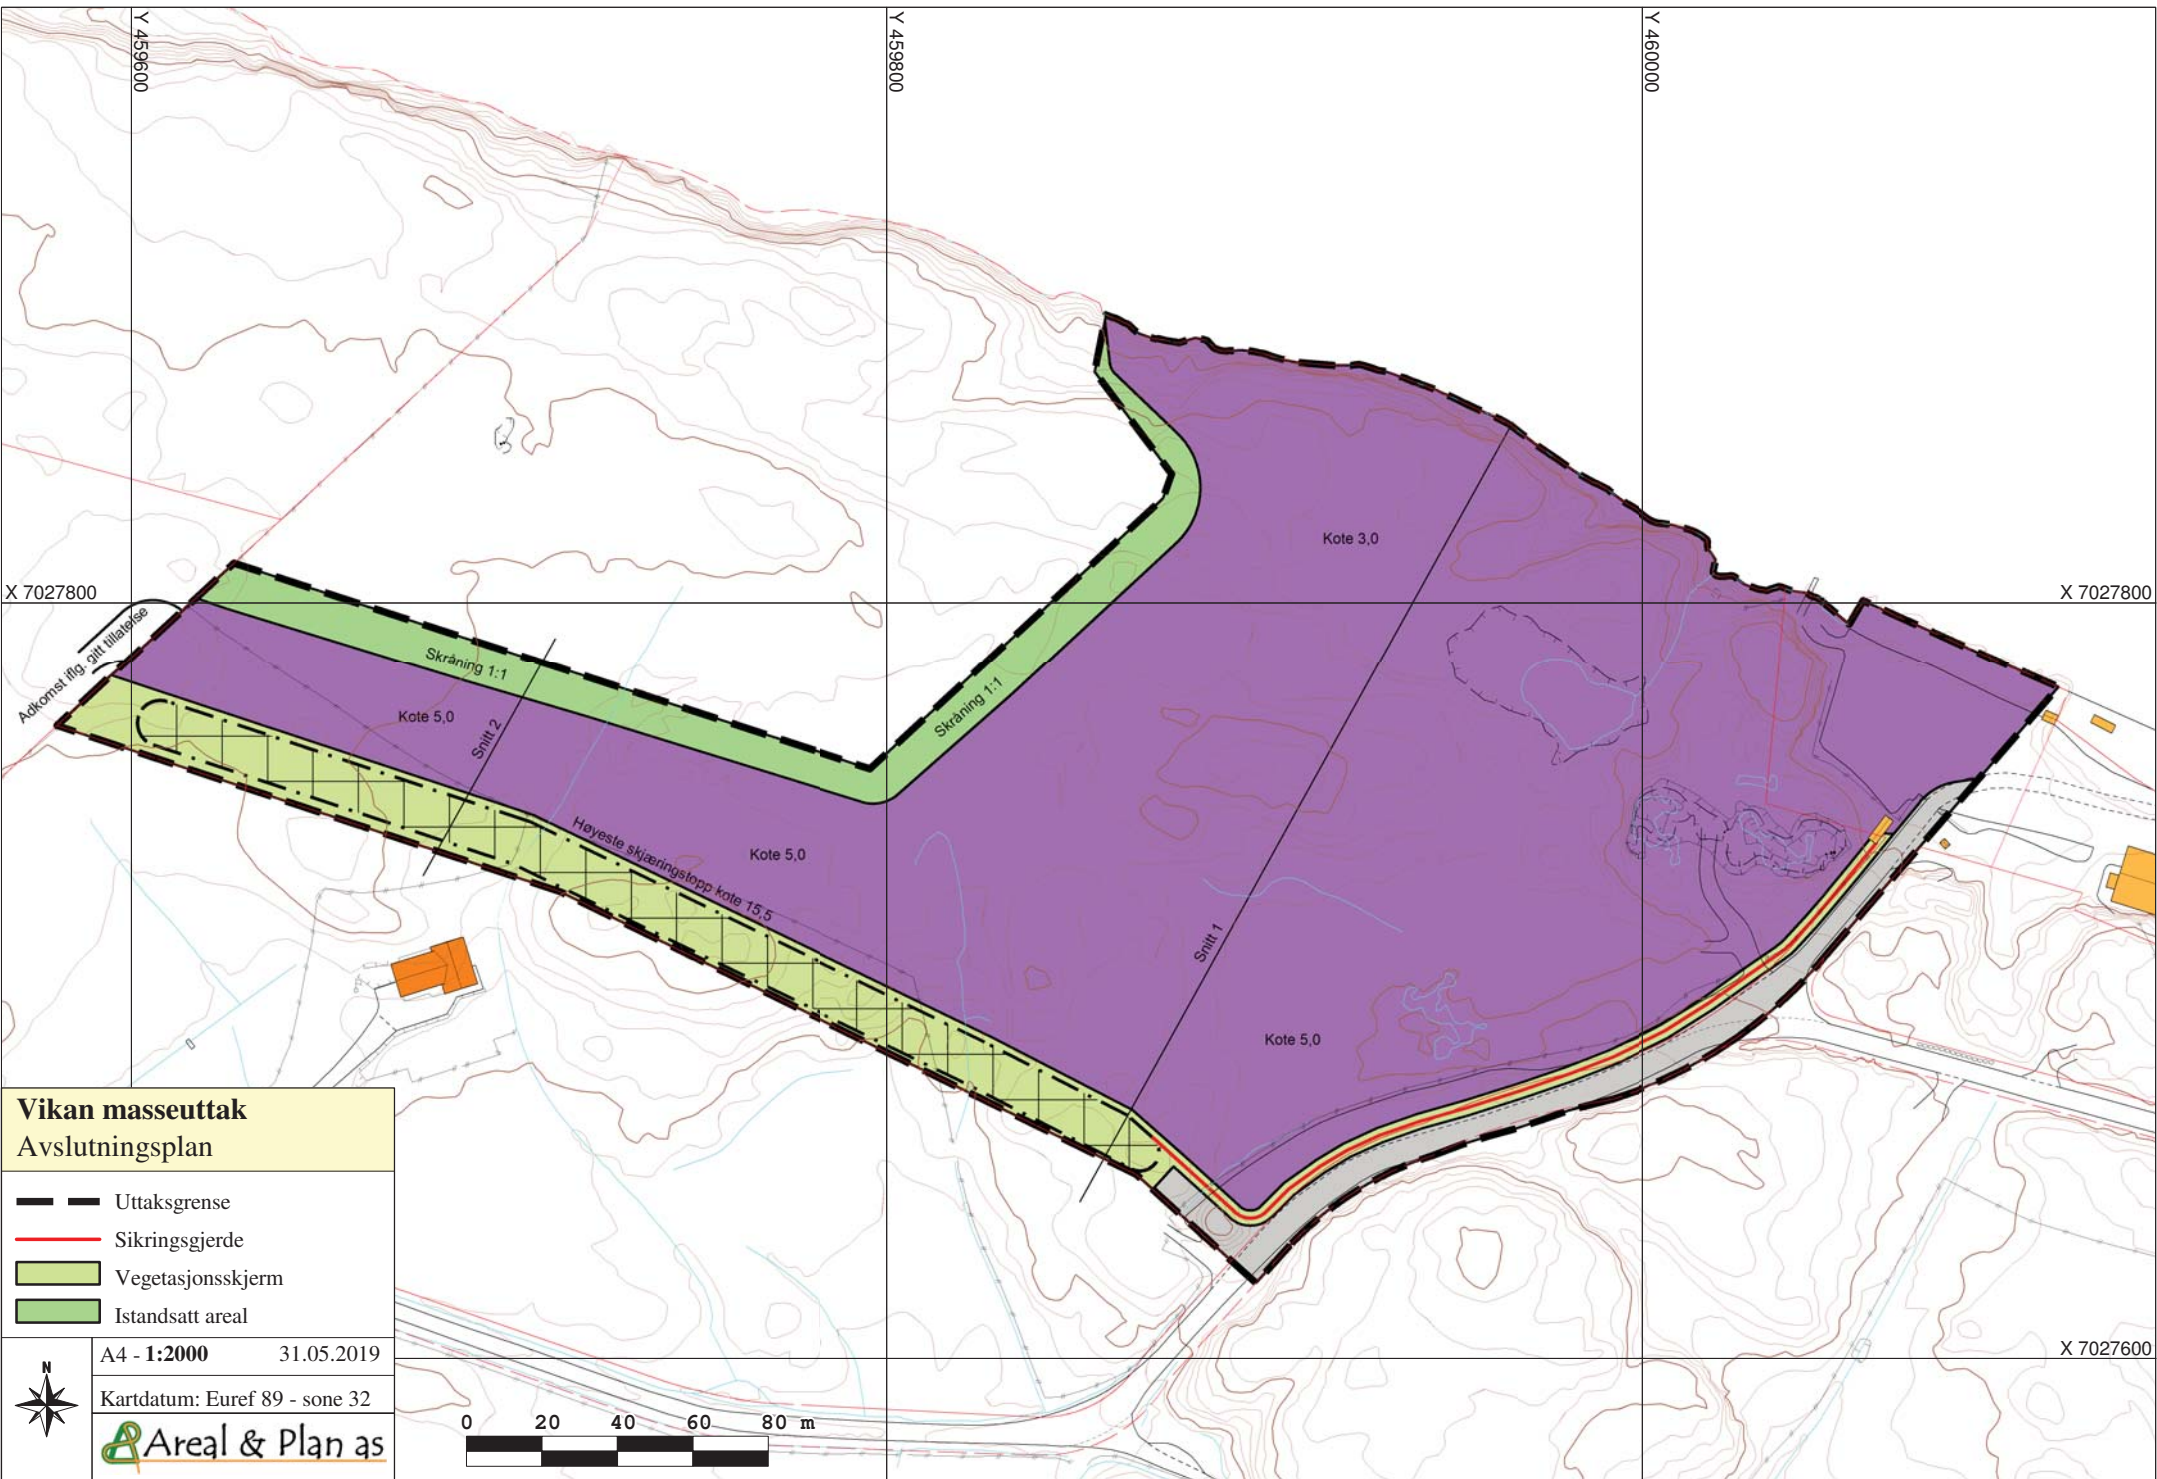 Y 459600
Y 459800
Y 460000
X 7027800
X 7027800
Adkomst iflg. gitt tillatelse
Kote 3,0
Skråning 1:1
Skråning 1:1
Kote 5,0
Snitt 2
Høyeste skjæringstopp kote 15,5
Kote 5,0
Snitt 1
Kote 5,0
Vikan masseuttak
Avslutningsplan
Uttaksgrense
Sikringsgjerde
Vegetasjonsskjerm
Istandsatt areal
N
A4 - 1:2000 31.05.2019
Kartdatum: Euref 89 - sone 32
Areal & Plan as
0 20 40 60 80 m
X 7027600